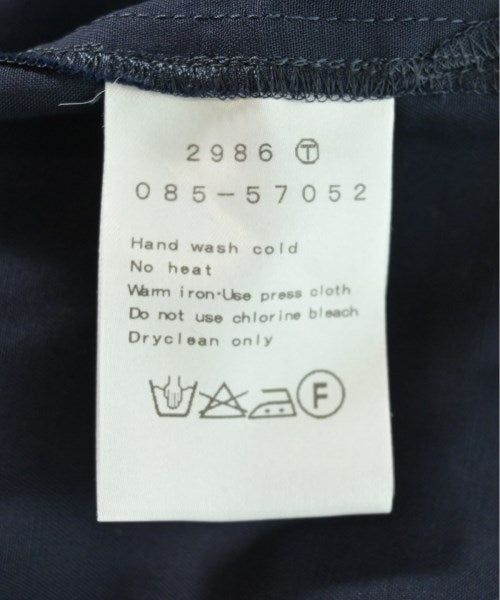 2986 Ⓣ
085-57052
Hand wash cold
No heat
Warm iron·Use press cloth
Do not use chlorine bleach
Dryclean only
F